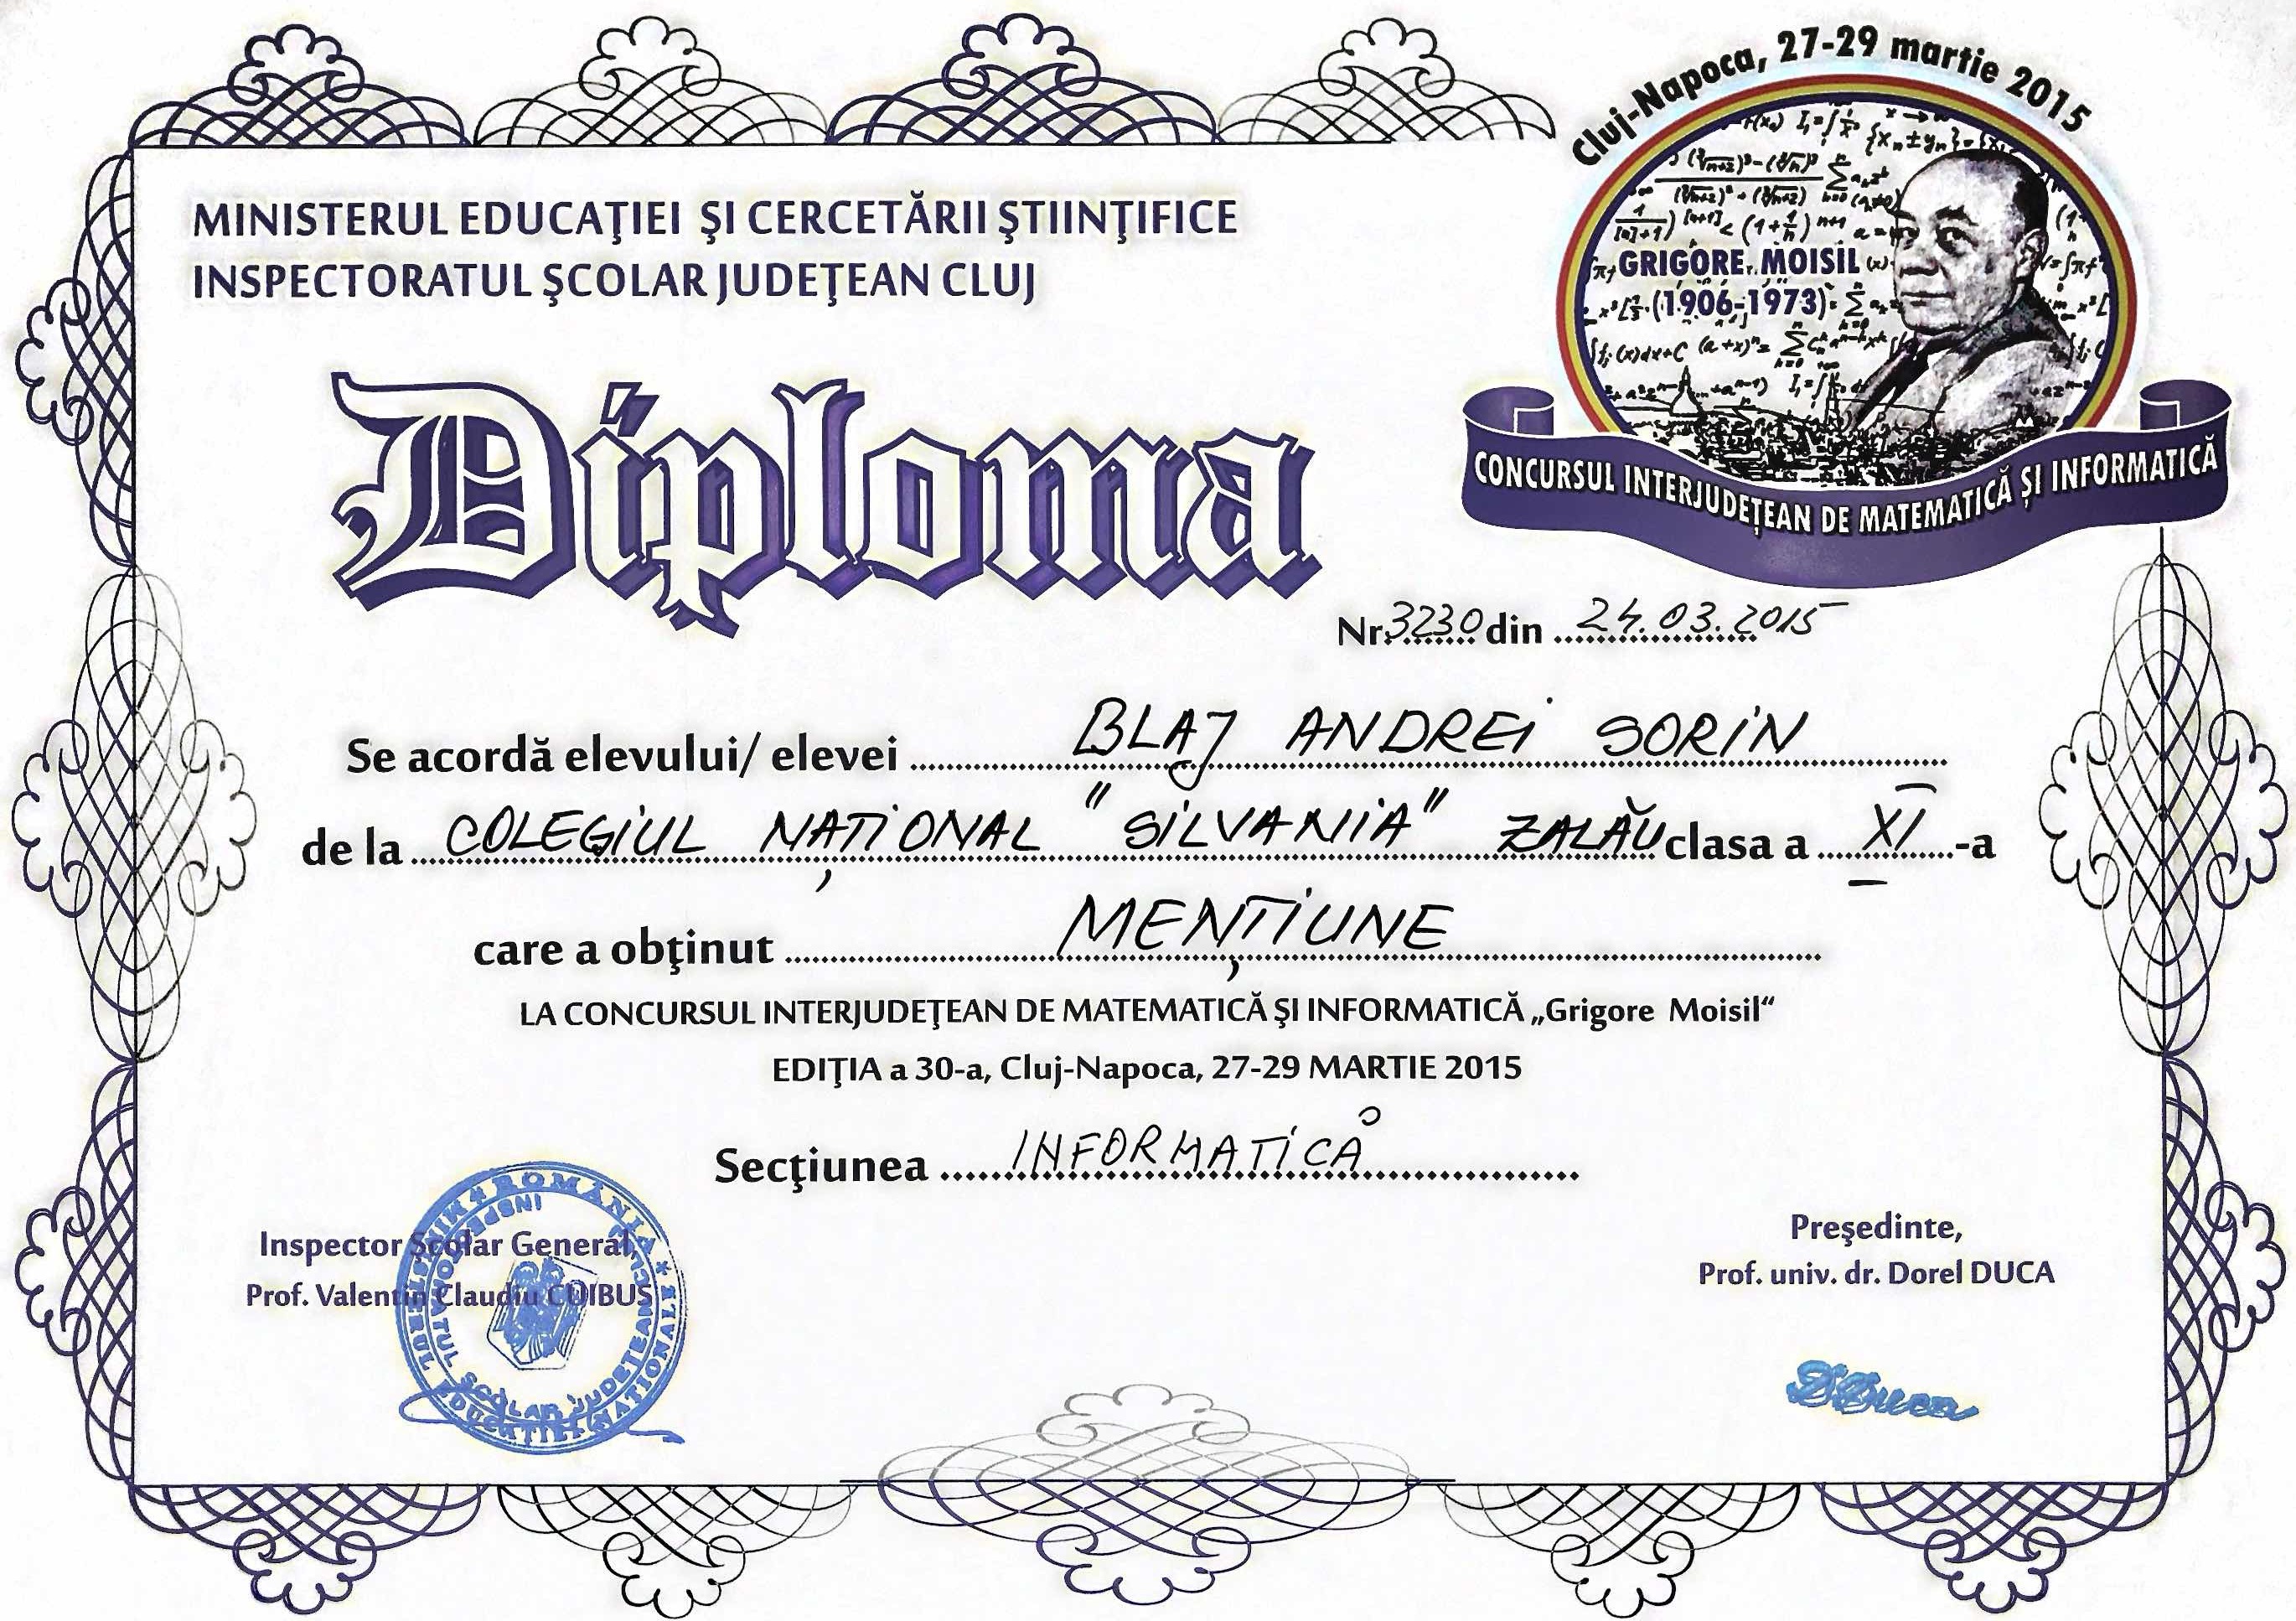 Cluj-Napoca, 27-29 martie 2015
MINISTERUL EDUCAŢIEI ŞI CERCETĂRII ŞTIINŢIFICE
INSPECTORATUL ŞCOLAR JUDEŢEAN CLUJ
GRIGORE MOISIL
(1906-1973)
CONCURSUL INTERJUDEȚEAN DE MATEMATICĂ ȘI INFORMATICĂ
Diploma
Nr. 3230 din 24.03.2015
Se acordă elevului/ elevei BLAJ ANDREI SORIN
de la COLEGIUL NAȚIONAL "SILVANIA" ZALĂU clasa a XI -a
care a obţinut MENȚIUNE
LA CONCURSUL INTERJUDEŢEAN DE MATEMATICĂ ŞI INFORMATICĂ „Grigore Moisil“
EDIŢIA a 30-a, Cluj-Napoca, 27-29 MARTIE 2015
Secţiunea INFORMATICĂ
Inspector Şcolar General,
Prof. Valentin Claudiu CUIBUS
ROMÂNIA * MINISTERUL EDUCAŢIEI NAŢIONALE *
INSPECTORATUL ŞCOLAR JUDEŢEAN CLUJ
Preşedinte,
Prof. univ. dr. Dorel DUCA
DDuca